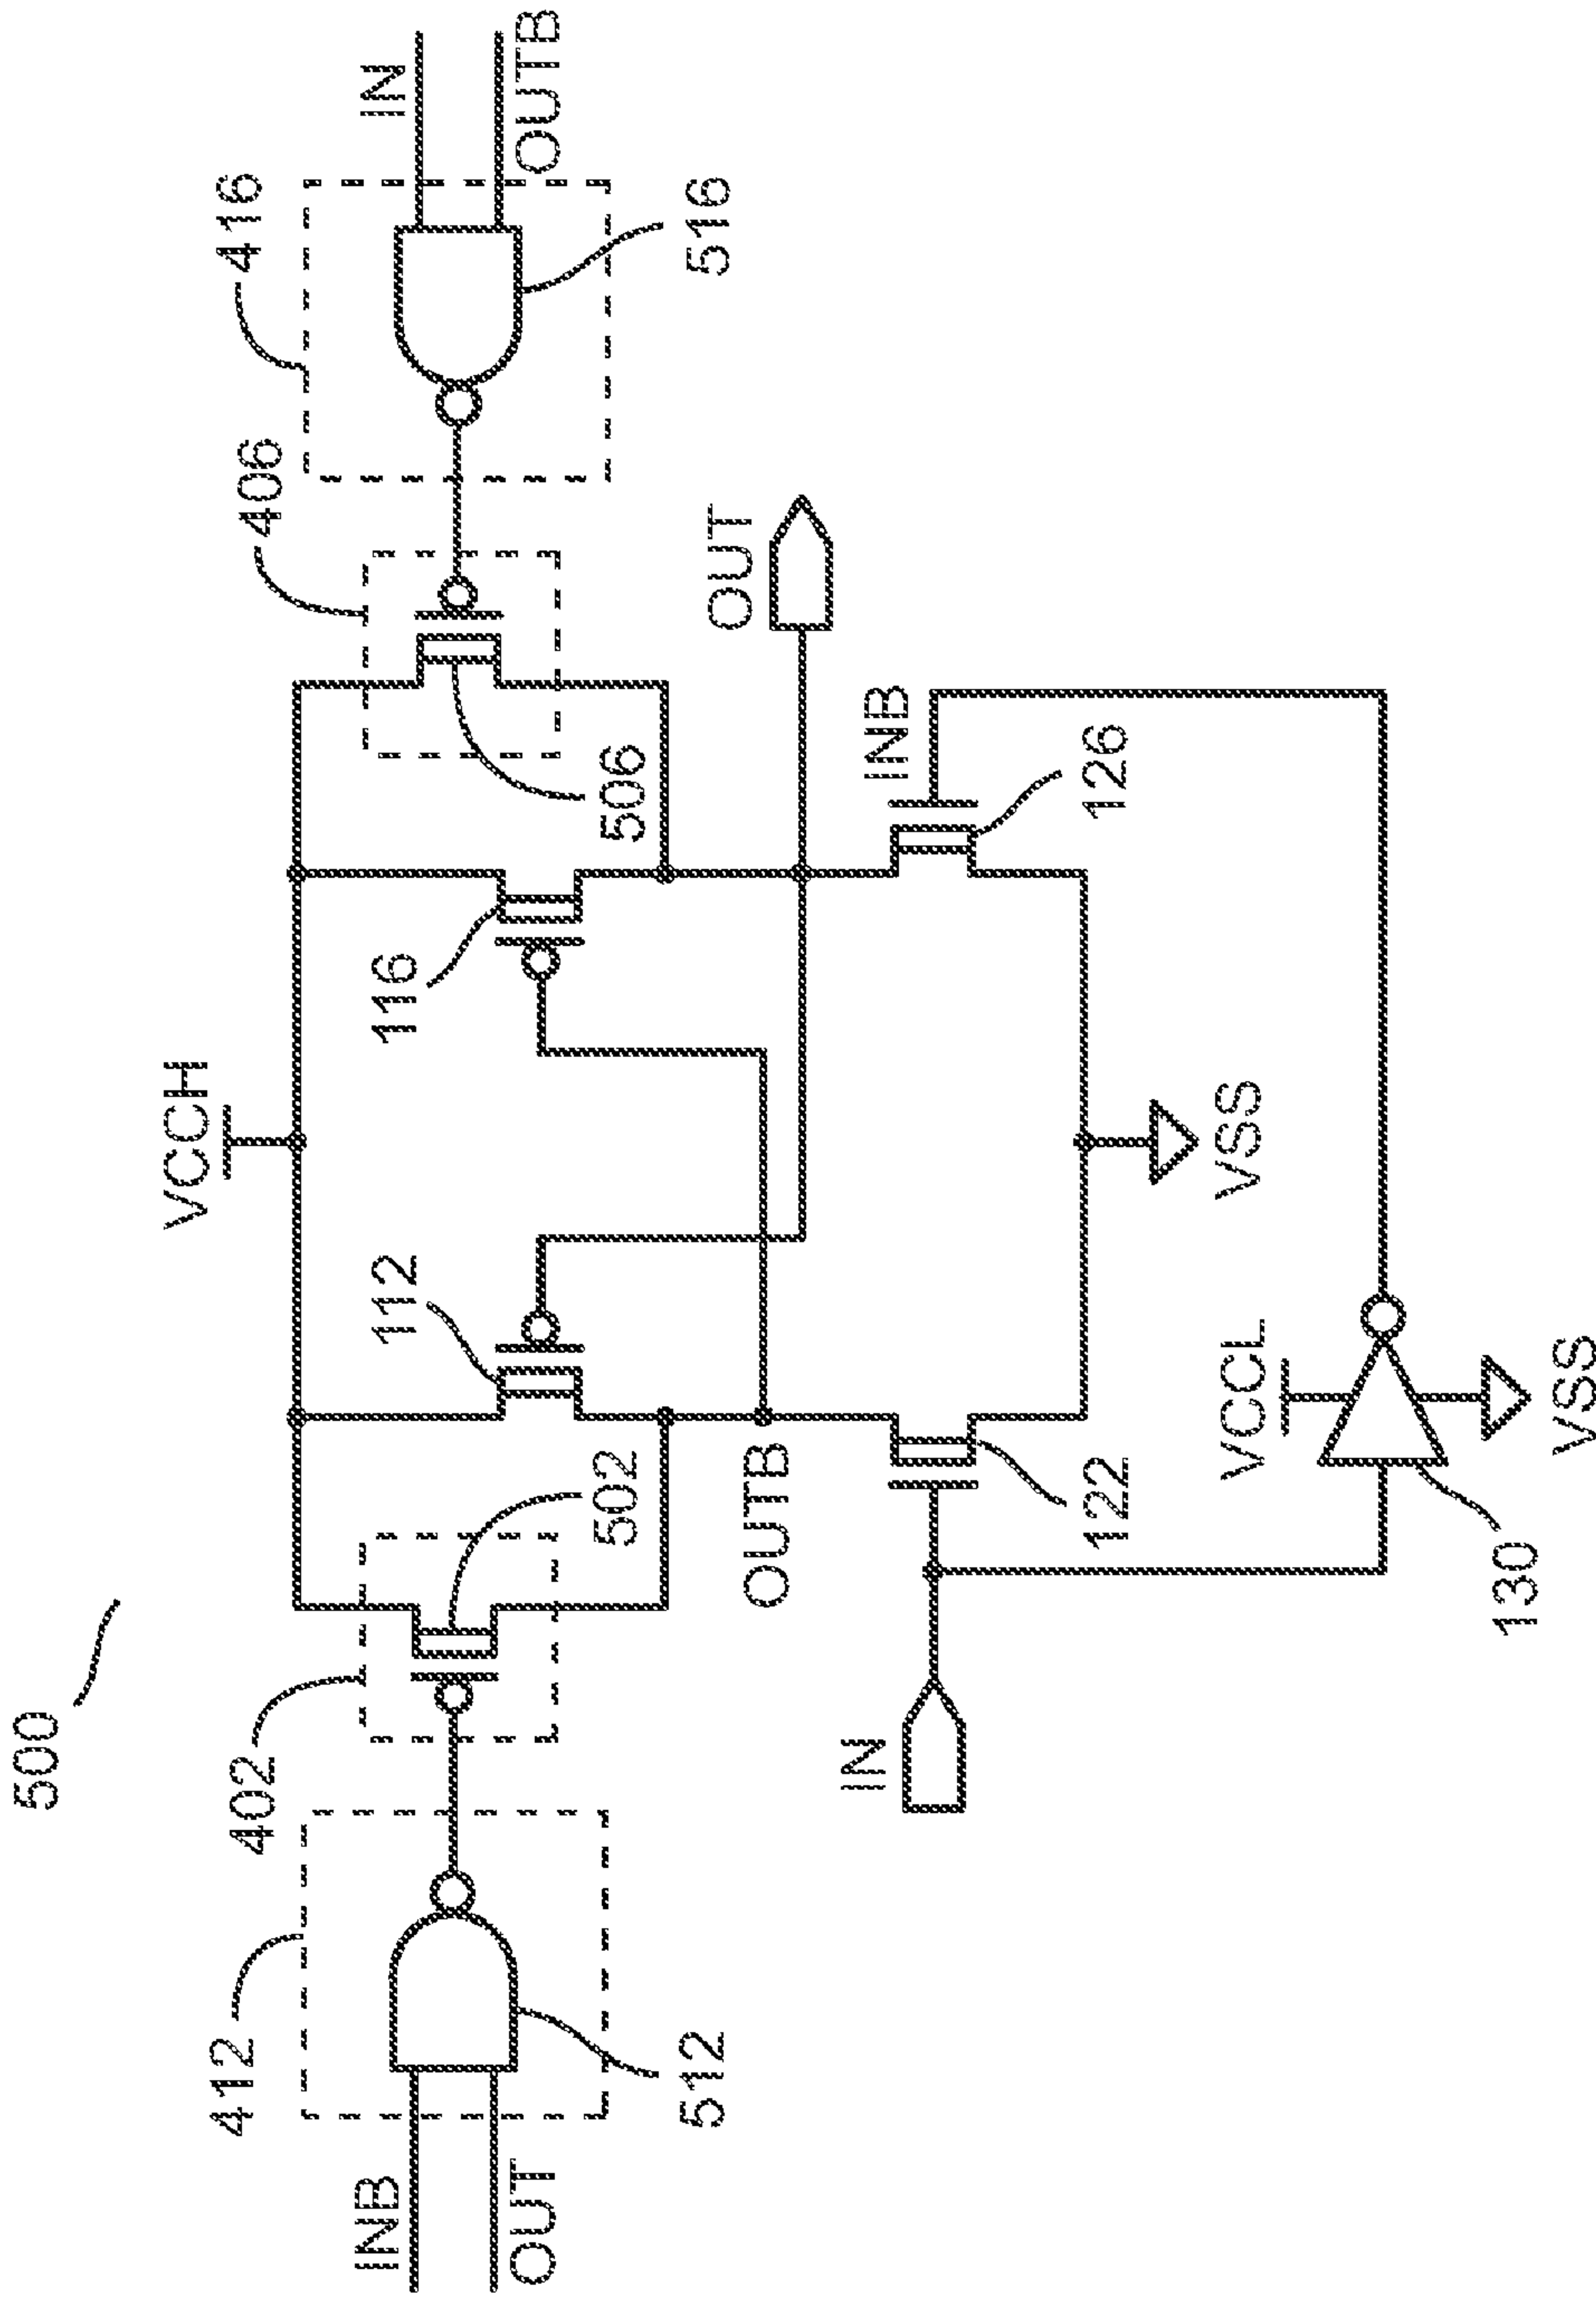 500
VCCH
412
402
406
416
INB
OUT
IN
OUTB
112
116
502
506
512
516
OUTB
OUT
IN
INB
122
126
VCCL
VSS
130
VSS